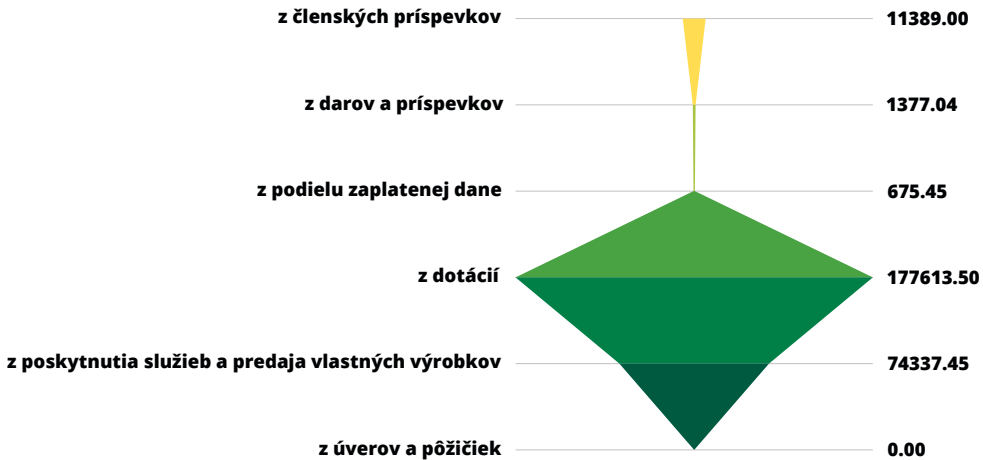 z členských príspevkov 11389.00
z darov a príspevkov 1377.04
z podielu zaplatenej dane 675.45
z dotácií 177613.50
z poskytnutia služieb a predaja vlastných výrobkov 74337.45
z úverov a pôžičiek 0.00